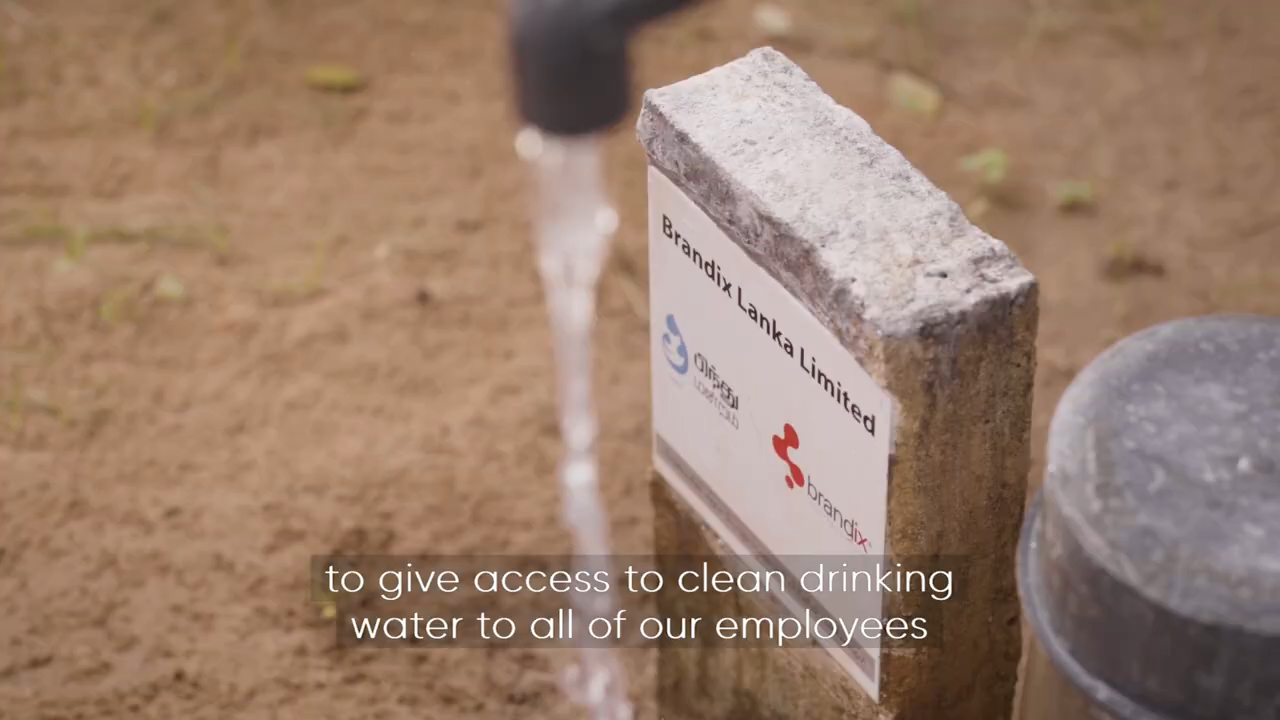 Brandix Lanka Limited
brandix
to give access to clean drinking
water to all of our employees